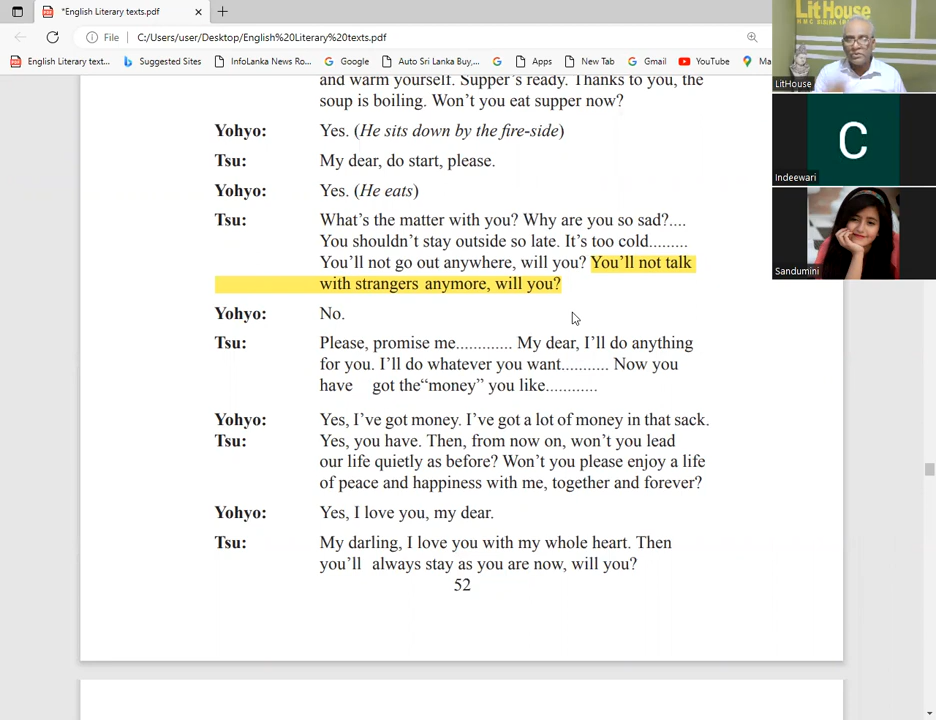 *English Literary texts.pdf
File
C:/Users/user/Desktop/English%20Literary%20texts.pdf
English Literary text...
Suggested Sites
InfoLanka News Ro...
Google
Auto Sri Lanka Buy,...
Apps
New Tab
Gmail
YouTube
Ma
and warm yourself. Supper's ready. Thanks to you, the
soup is boiling. Won't you eat supper now?
Yohyo: Yes. (He sits down by the fire-side)
Tsu: My dear, do start, please.
Yohyo: Yes. (He eats)
Tsu: What's the matter with you? Why are you so sad?....
You shouldn't stay outside so late. It's too cold.........
You'll not go out anywhere, will you? You'll not talk
with strangers anymore, will you?
Yohyo: No.
Tsu: Please, promise me............ My dear, I'll do anything
for you. I'll do whatever you want.......... Now you
have got the“money” you like...........
Yohyo: Yes, I've got money. I've got a lot of money in that sack.
Tsu: Yes, you have. Then, from now on, won't you lead
our life quietly as before? Won't you please enjoy a life
of peace and happiness with me, together and forever?
Yohyo: Yes, I love you, my dear.
Tsu: My darling, I love you with my whole heart. Then
you'll always stay as you are now, will you?
52
LitHouse
LitHouse
C
Indeewari
Sandumini